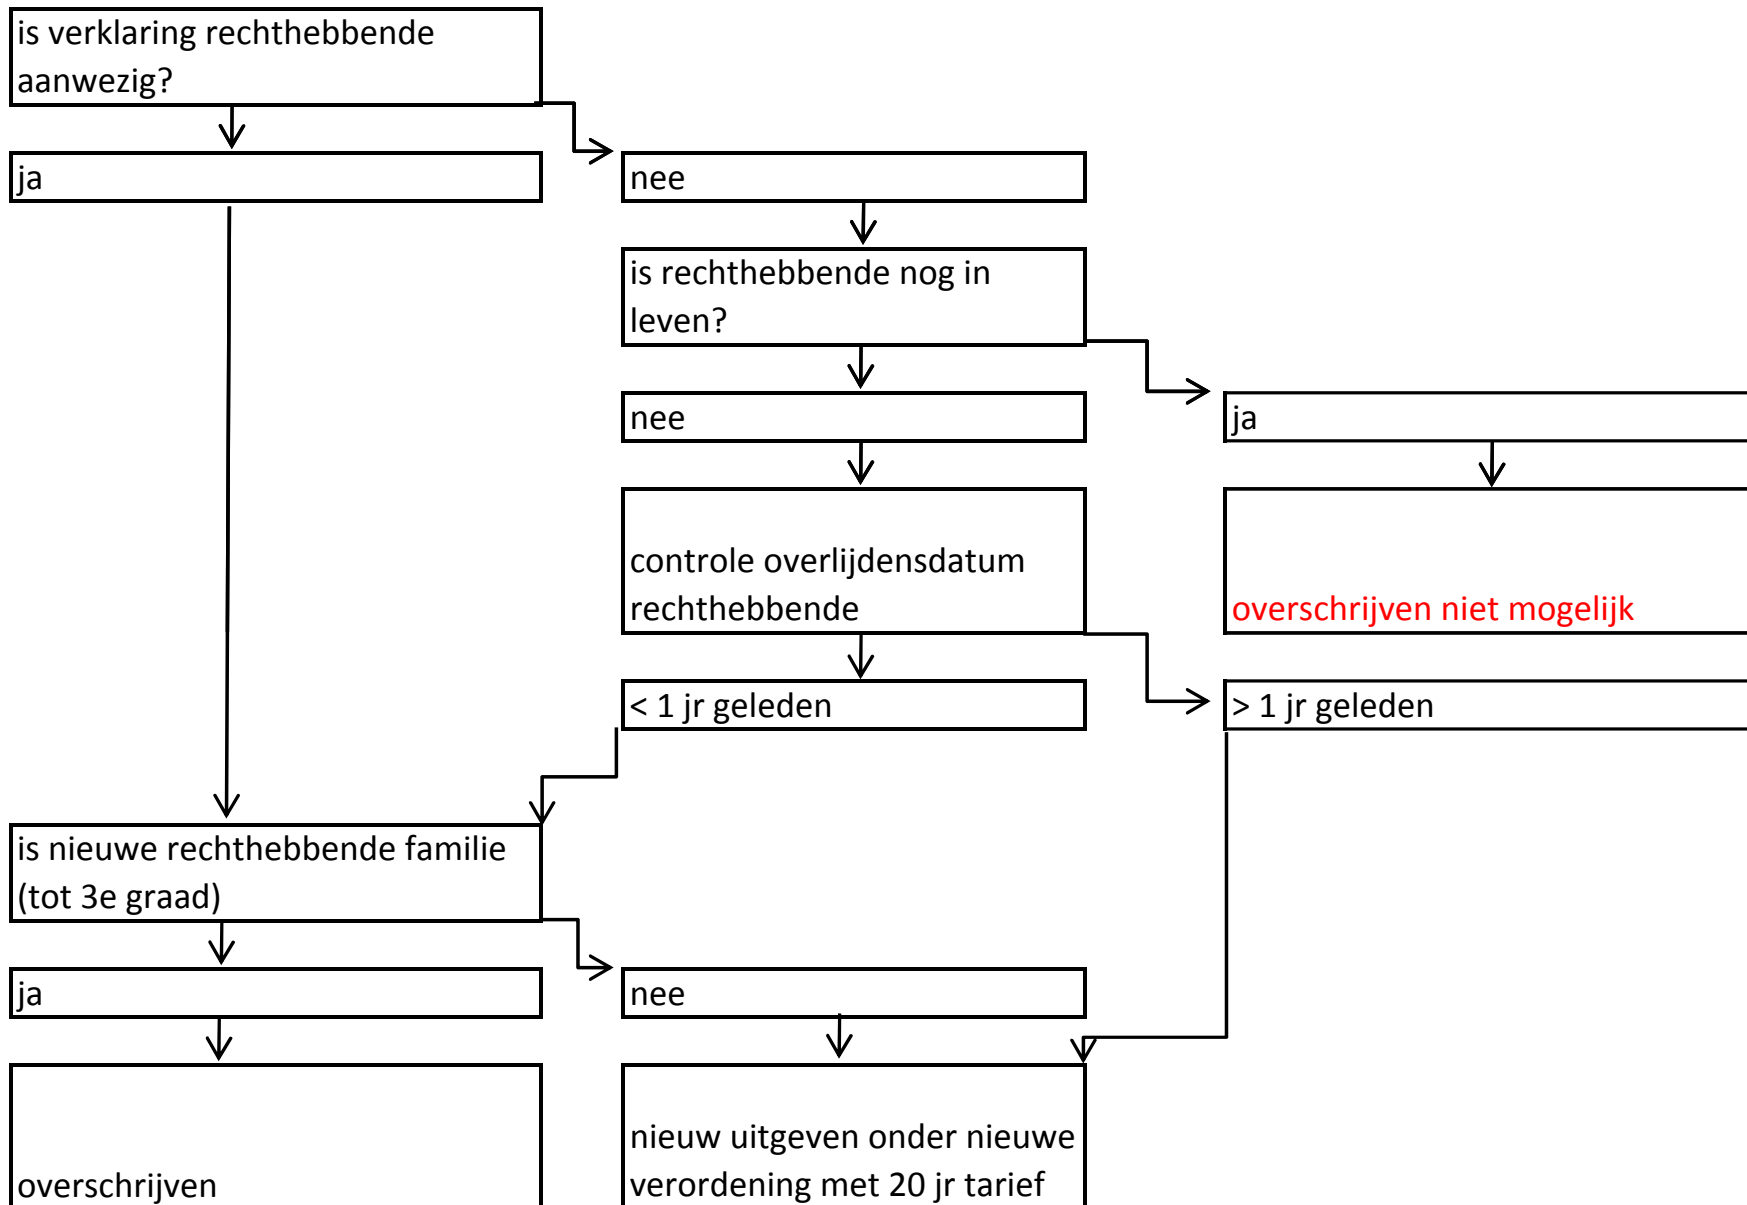 is verklaring rechthebbende
aanwezig?
ja
nee
is rechthebbende nog in
leven?
nee
ja
controle overlijdensdatum
rechthebbende
overschrijven niet mogelijk
< 1 jr geleden
> 1 jr geleden
is nieuwe rechthebbende familie
(tot 3e graad)
ja
nee
overschrijven
nieuw uitgeven onder nieuwe
verordening met 20 jr tarief